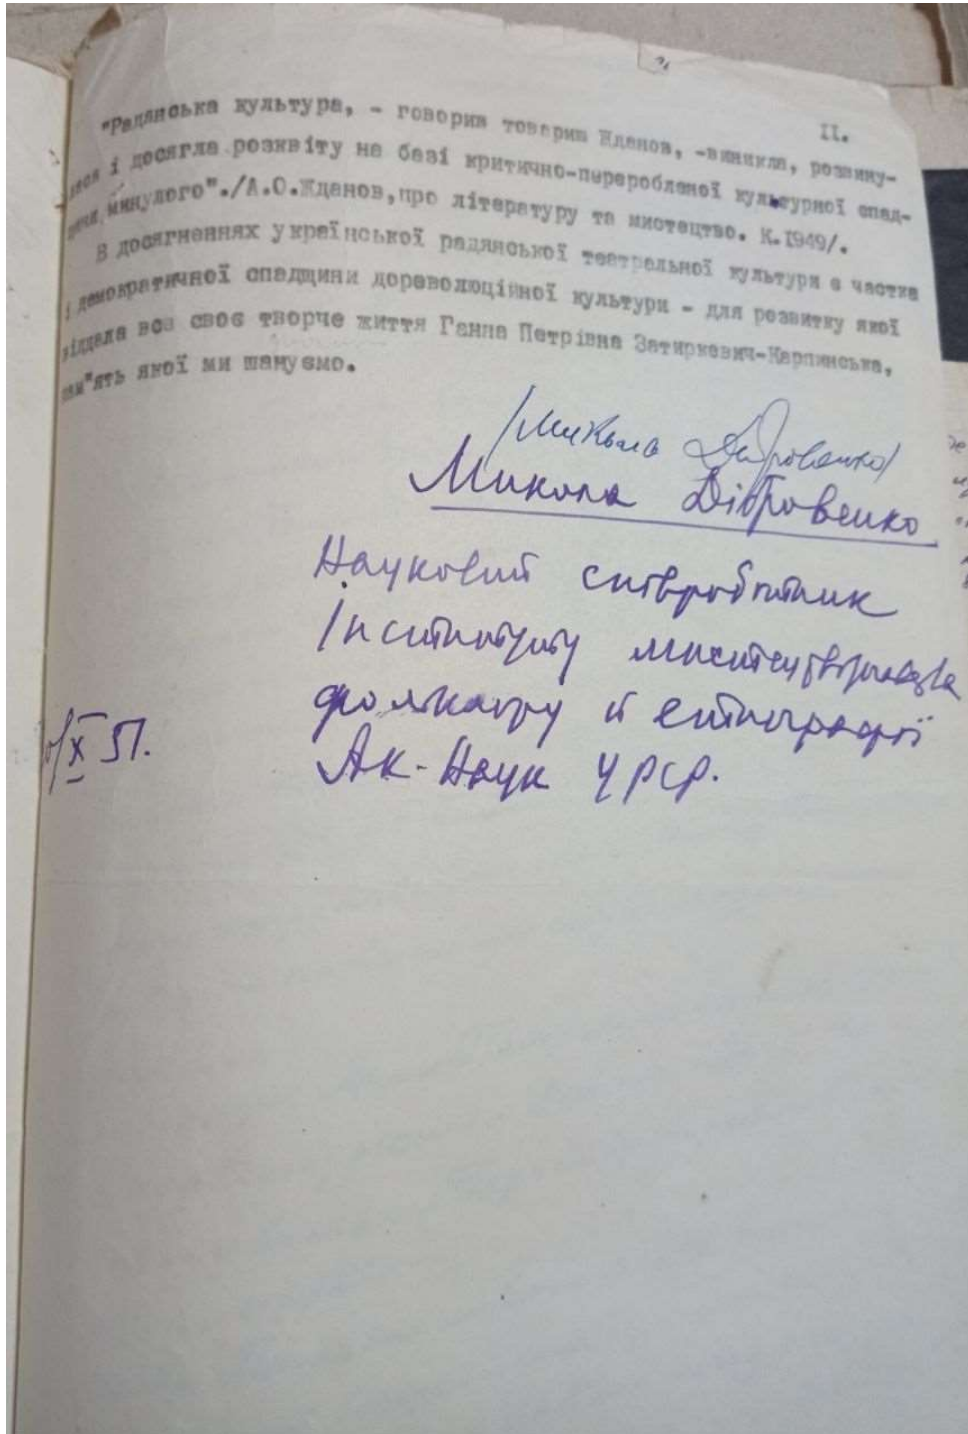 II.
"Радянська культура, - говорив товариш Жданов, -виникла, розвину-
лася і досягла розквіту на базі критично-переробленої культурної спад-
щини минулого"./А.О.Жданов,про літературу та мистецтво. К.1949/.
В досягненнях української радянської театральної культури є частка
і демократичної спадщини дореволюційної культури - для розвитку якої
віддала все своє творче життя Ганна Петрівна Затиркевич-Карпинська,
пам"ять якої ми шануємо.
/Микола Дібровенко/
Микола Дібровенко
Науковий співробітник
Інституту мистецтвознавства
фольклору й етнографії
Ак-Наук УРСР.
X 51.